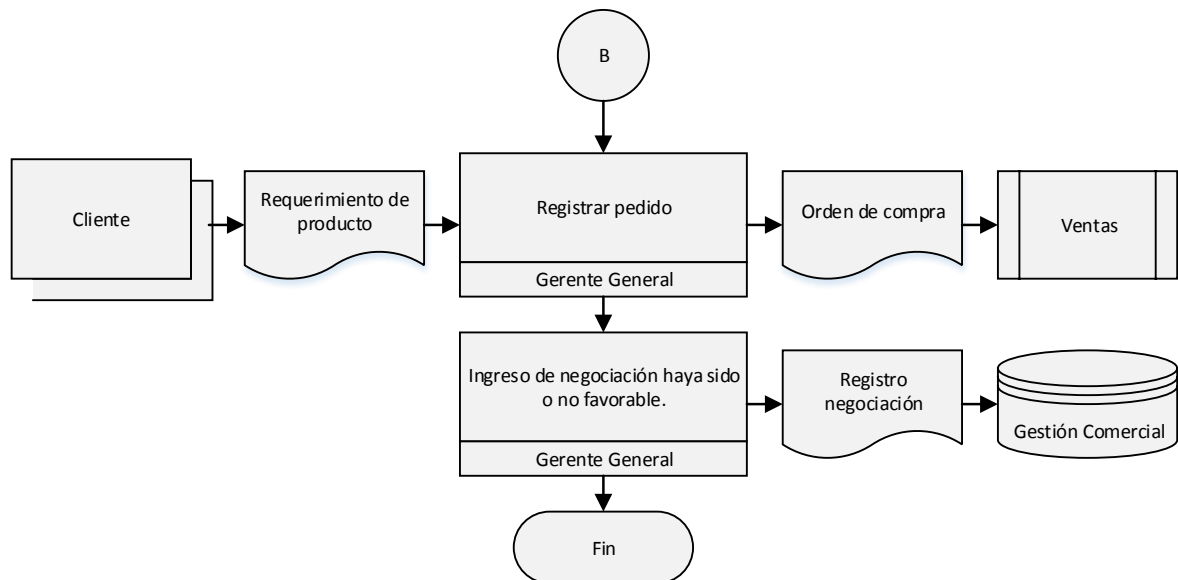 B
Cliente
Requerimiento de
producto
Registrar pedido
Gerente General
Orden de compra
Ventas
Ingreso de negociación haya sido
o no favorable.
Gerente General
Registro
negociación
Gestión Comercial
Fin